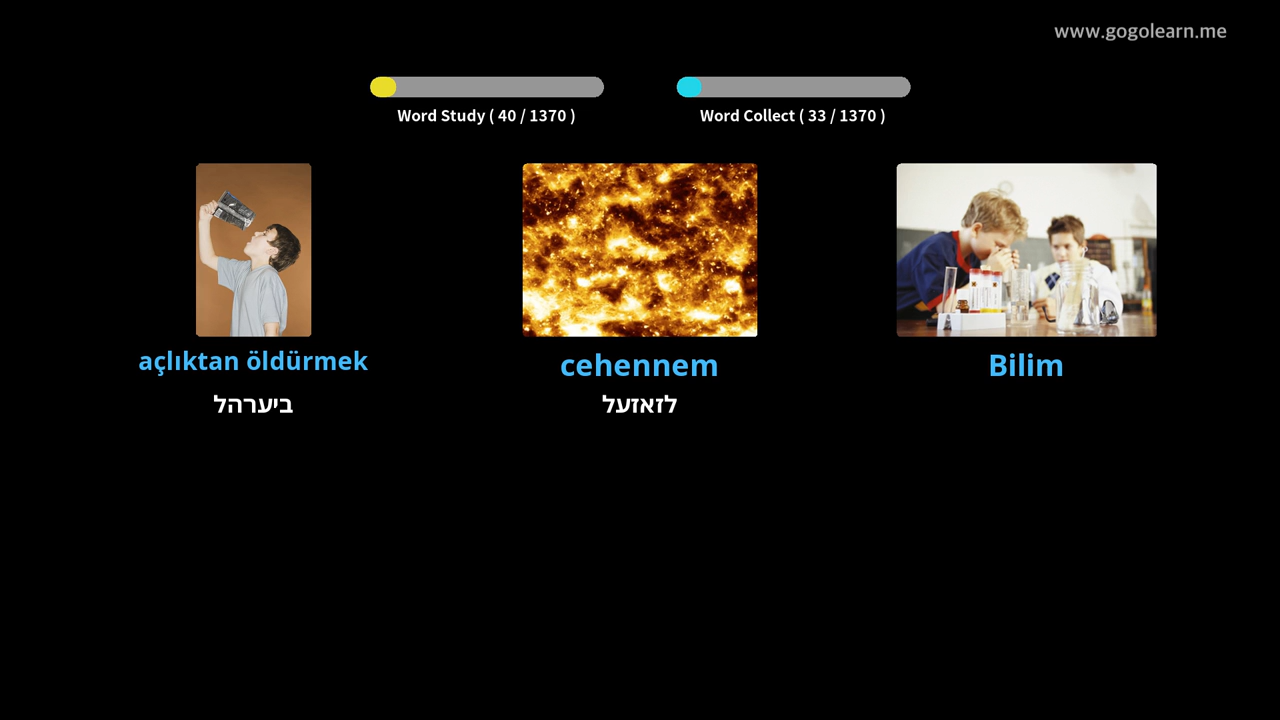 www.gogolearn.me
Word Study ( 40 / 1370 )
Word Collect ( 33 / 1370 )
açlıktan öldürmek
cehennem
Bilim
ביערהל
לזאזעל